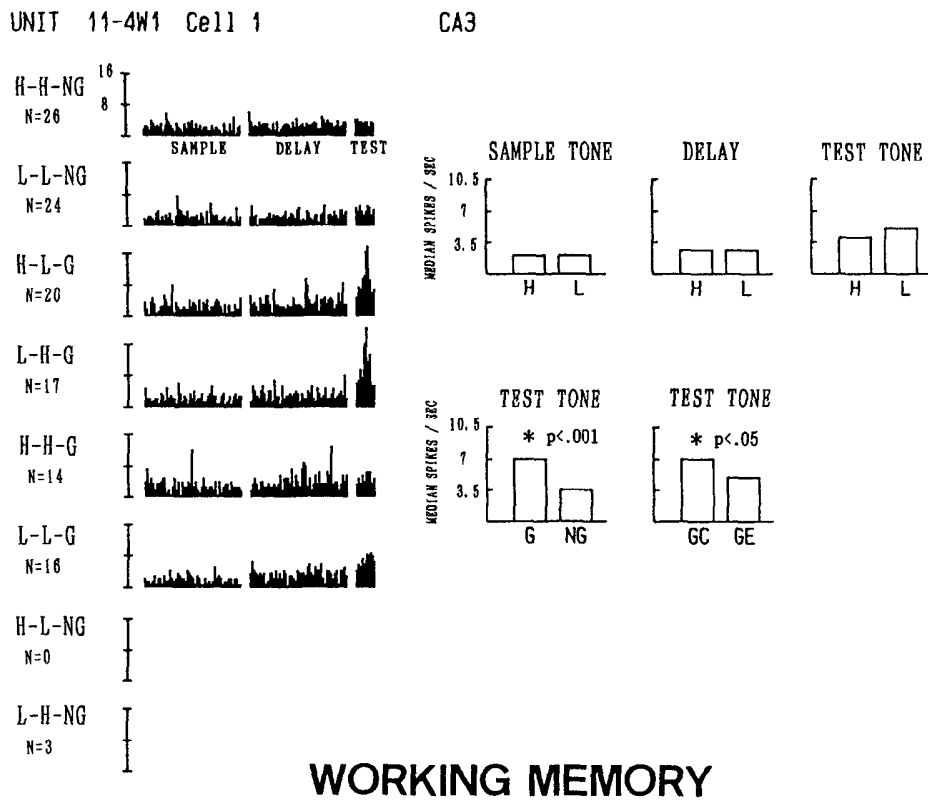 UNIT 11-4W1 Cell 1
CA3
H-H-NG
N=26
16
8
SAMPLE DELAY TEST
L-L-NG
N=24
H-L-G
N=20
L-H-G
N=17
H-H-G
N=14
L-L-G
N=16
H-L-NG
N=0
L-H-NG
N=3
SAMPLE TONE
MEDIAN SPIKES / SEC
10.5
7
3.5
H L
DELAY
H L
TEST TONE
H L
TEST TONE
MEDIAN SPIKES / SEC
10.5
7
3.5
* p<.001
G NG
TEST TONE
* p<.05
GC GE
WORKING MEMORY